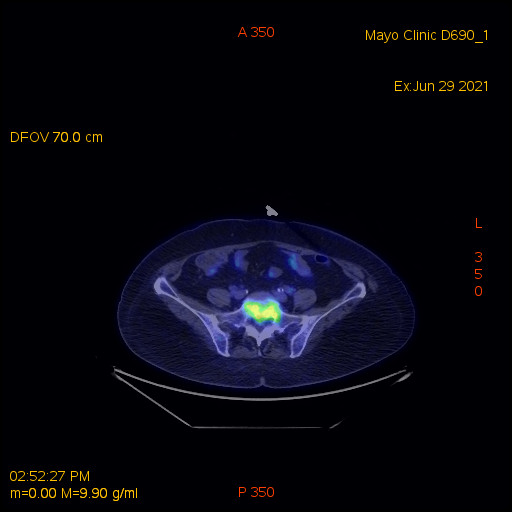 A 350
Mayo Clinic D690_1
Ex:Jun 29 2021
DFOV 70.0 cm
L
3
5
0
02:52:27 PM
m=0.00 M=9.90 g/ml
P 350